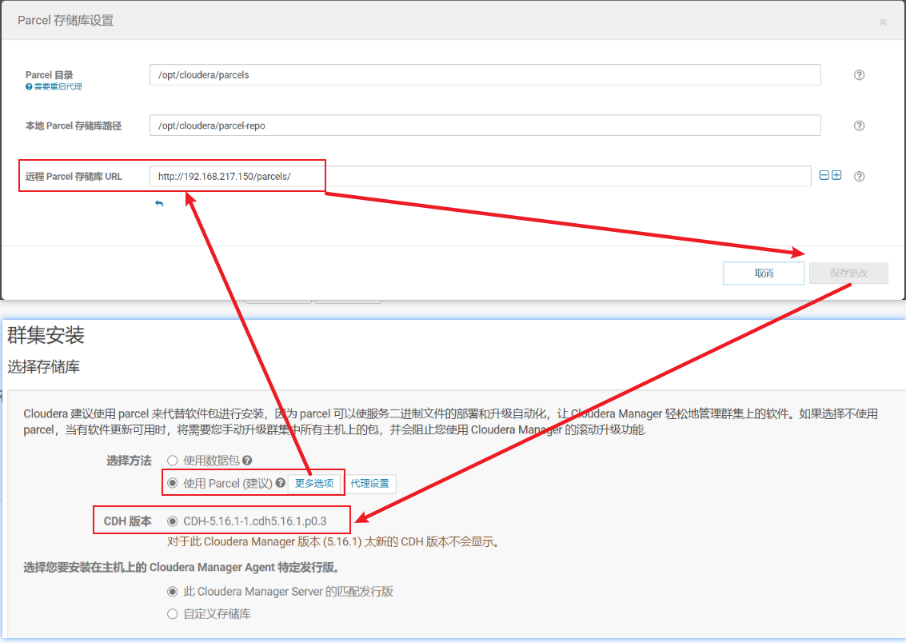 Parcel 存储库设置
Parcel 目录
需要重启代理
/opt/cloudera/parcels
本地 Parcel 存储库路径
/opt/cloudera/parcel-repo
远程 Parcel 存储库 URL
http://192.168.217.150/parcels/
取消
保存更改
群集安装
选择存储库
Cloudera 建议使用 parcel 来代替软件包进行安装，因为 parcel 可以使服务二进制文件的部署和升级自动化，让 Cloudera Manager 轻松地管理群集上的软件。如果选择不使用
parcel，当有软件更新可用时，将需要您手动升级群集中所有主机上的包，并会阻止您使用 Cloudera Manager 的滚动升级功能.
选择方法
使用数据包
使用 Parcel (建议) 更多选项 代理设置
CDH 版本
CDH-5.16.1-1.cdh5.16.1.p0.3
对于此 Cloudera Manager 版本 (5.16.1) 太新的 CDH 版本不会显示。
选择您要安装在主机上的 Cloudera Manager Agent 特定发行版。
此 Cloudera Manager Server 的匹配发行版
自定义存储库